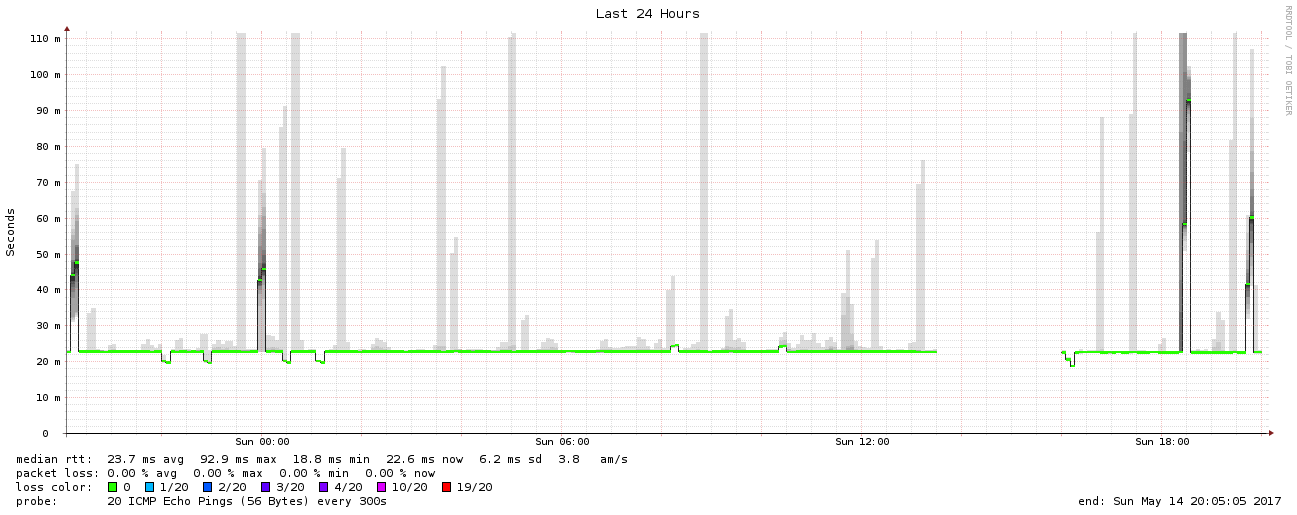 Last 24 Hours
RRDTOOL / TOBI OETIKER
Seconds
110 m
100 m
90 m
80 m
70 m
60 m
50 m
40 m
30 m
20 m
10 m
0
Sun 00:00 Sun 06:00 Sun 12:00 Sun 18:00
median rtt: 23.7 ms avg 92.9 ms max 18.8 ms min 22.6 ms now 6.2 ms sd 3.8 am/s
packet loss: 0.00 % avg 0.00 % max 0.00 % min 0.00 % now
loss color: 0 1/20 2/20 3/20 4/20 10/20 19/20
probe: 20 ICMP Echo Pings (56 Bytes) every 300s end: Sun May 14 20:05:05 2017